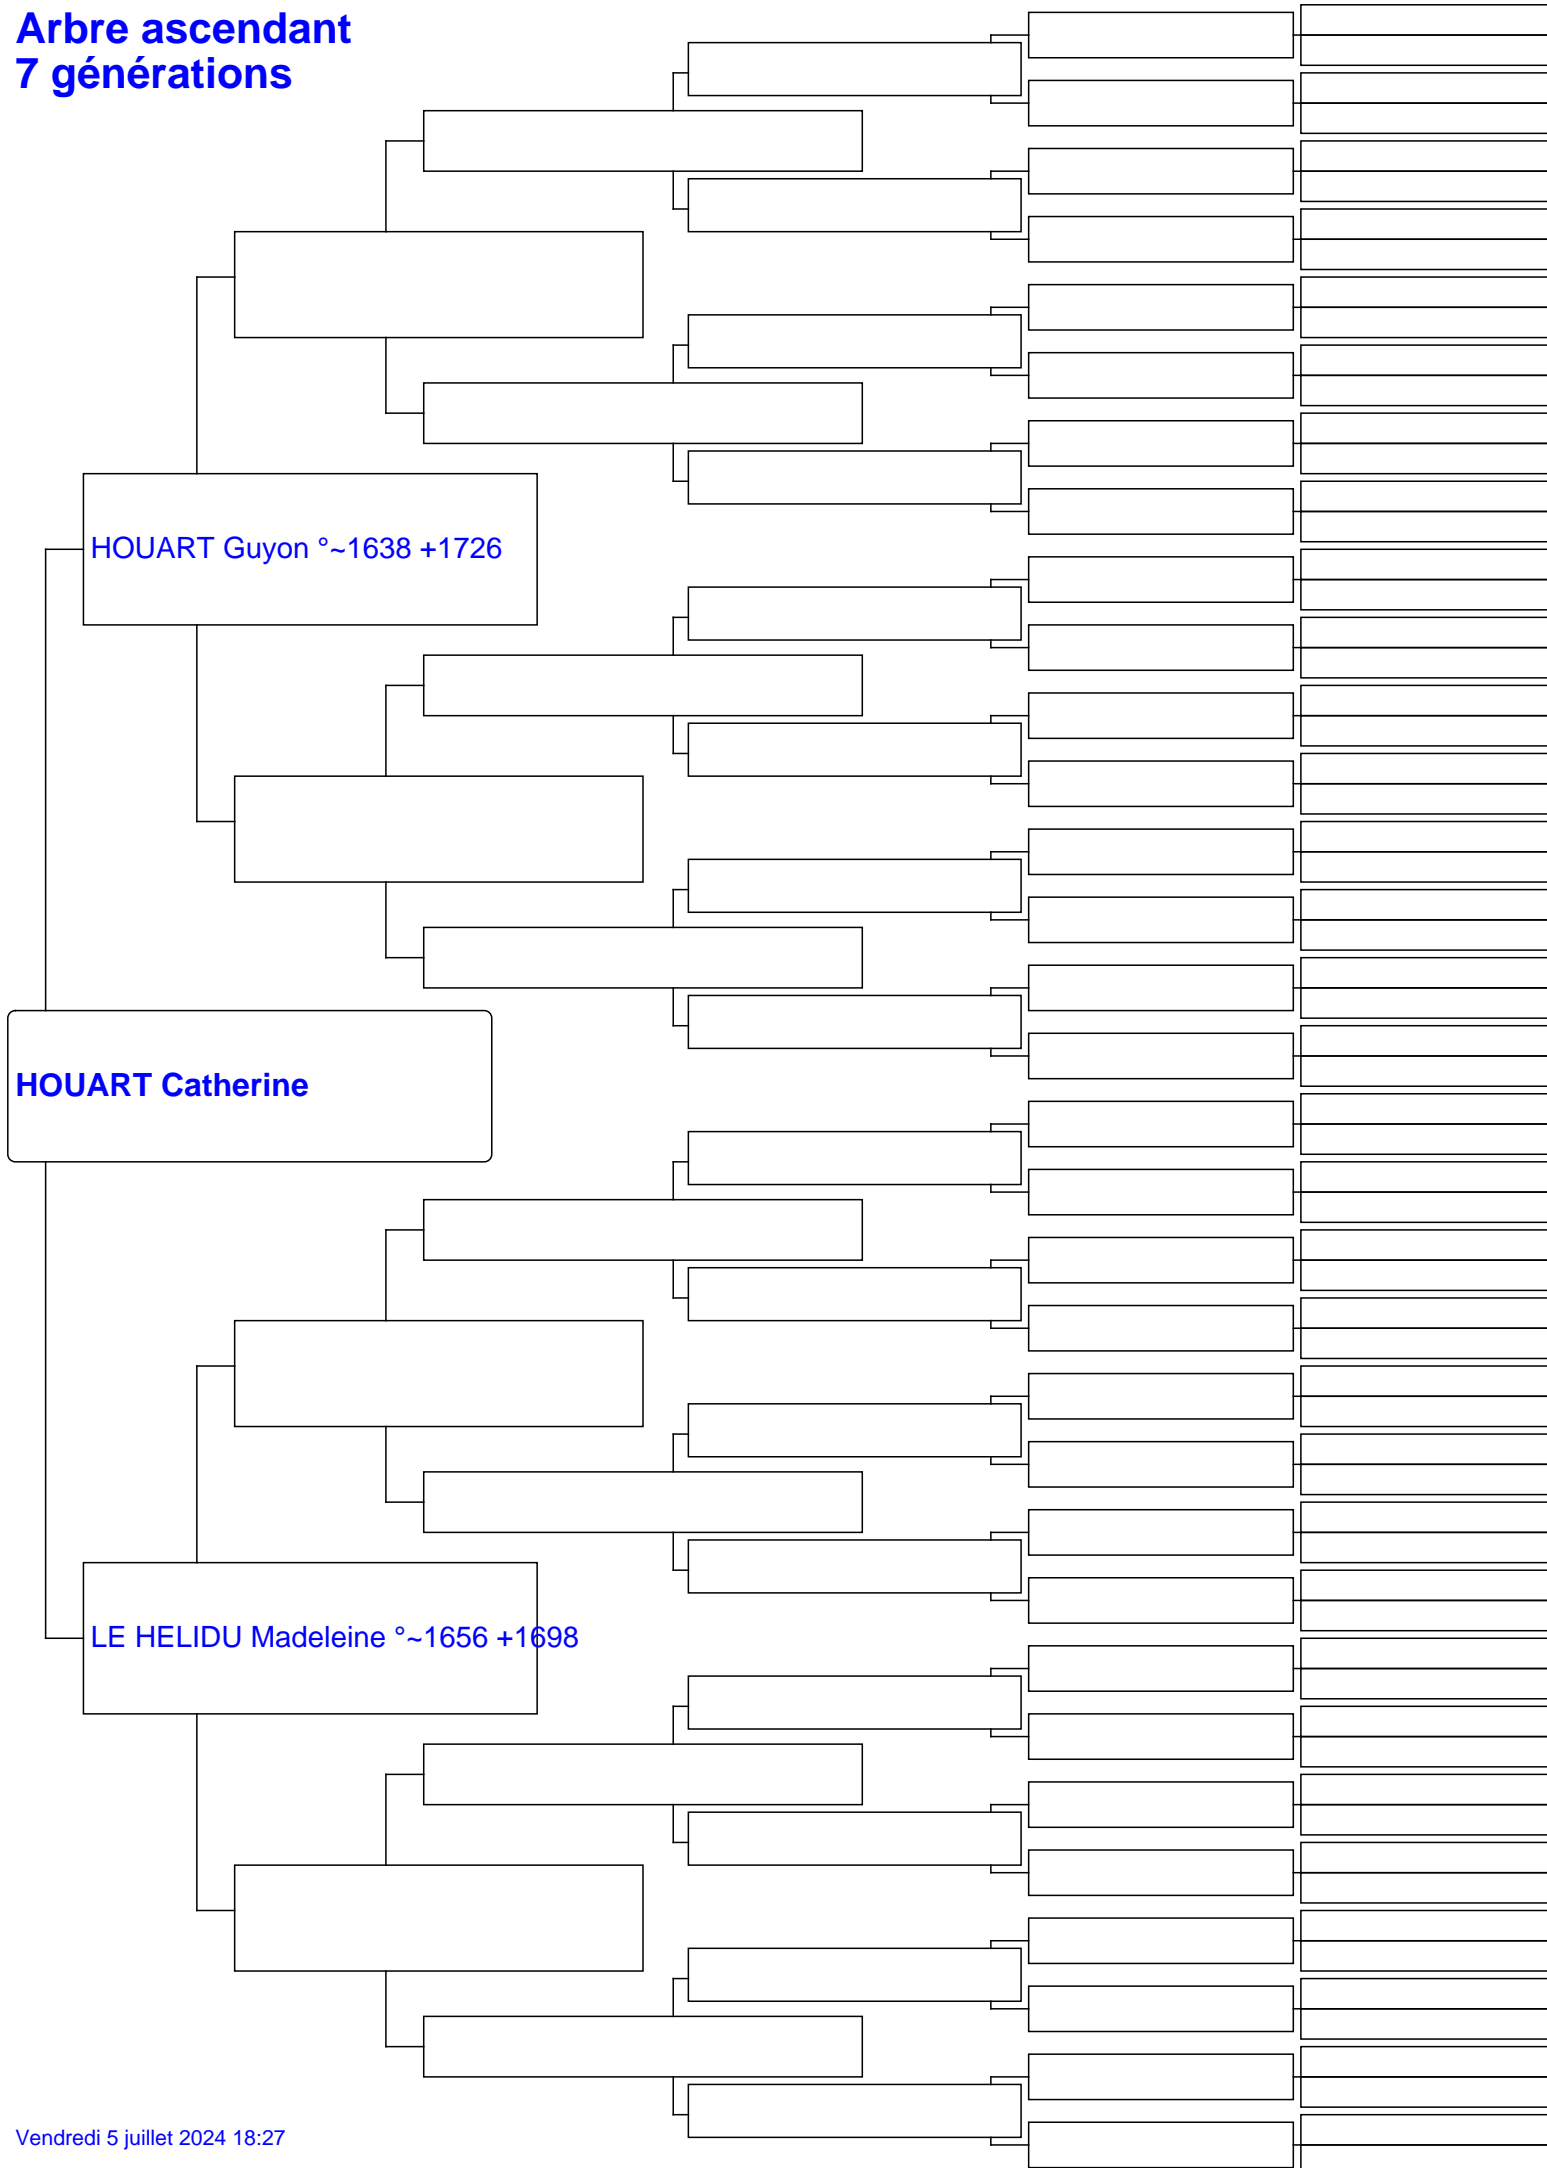 Arbre ascendant
7 générations
HOUART Guyon °~1638 +1726
HOUART Catherine
LE HELIDU Madeleine °~1656 +1698
Vendredi 5 juillet 2024 18:27